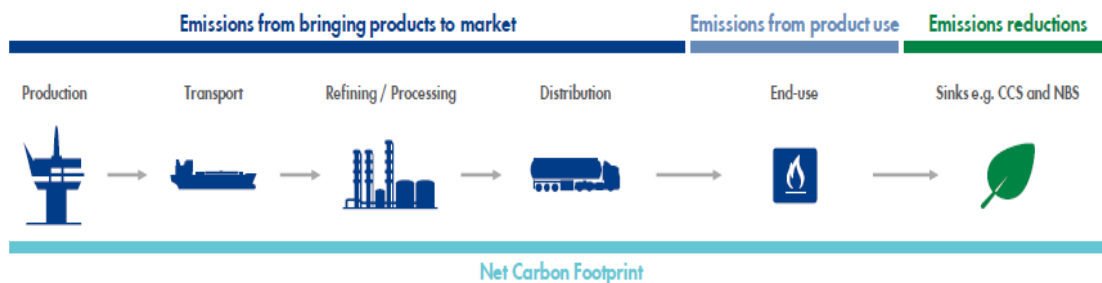 Emissions from bringing products to market
Emissions from product use
Emissions reductions
Production
Transport
Refining / Processing
Distribution
End-use
Sinks e.g. CCS and NBS
Net Carbon Footprint